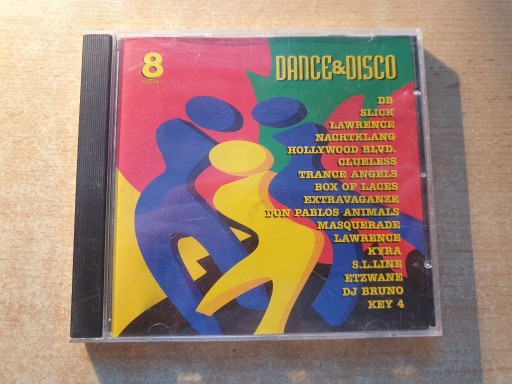 8
DANCE&DISCO
DB
SLICK
LAWRENCE
NACHTKLANG
HOLLYWOOD BLVD.
CLUELESS
TRANCE ANGELS
BOX OF LACES
EXTRAVAGANZE
DON PABLOS ANIMALS
MASQUERADE
LAWRENCE
KYRA
S.L.LINE
ETZWANE
DJ BRUNO
KEY 4